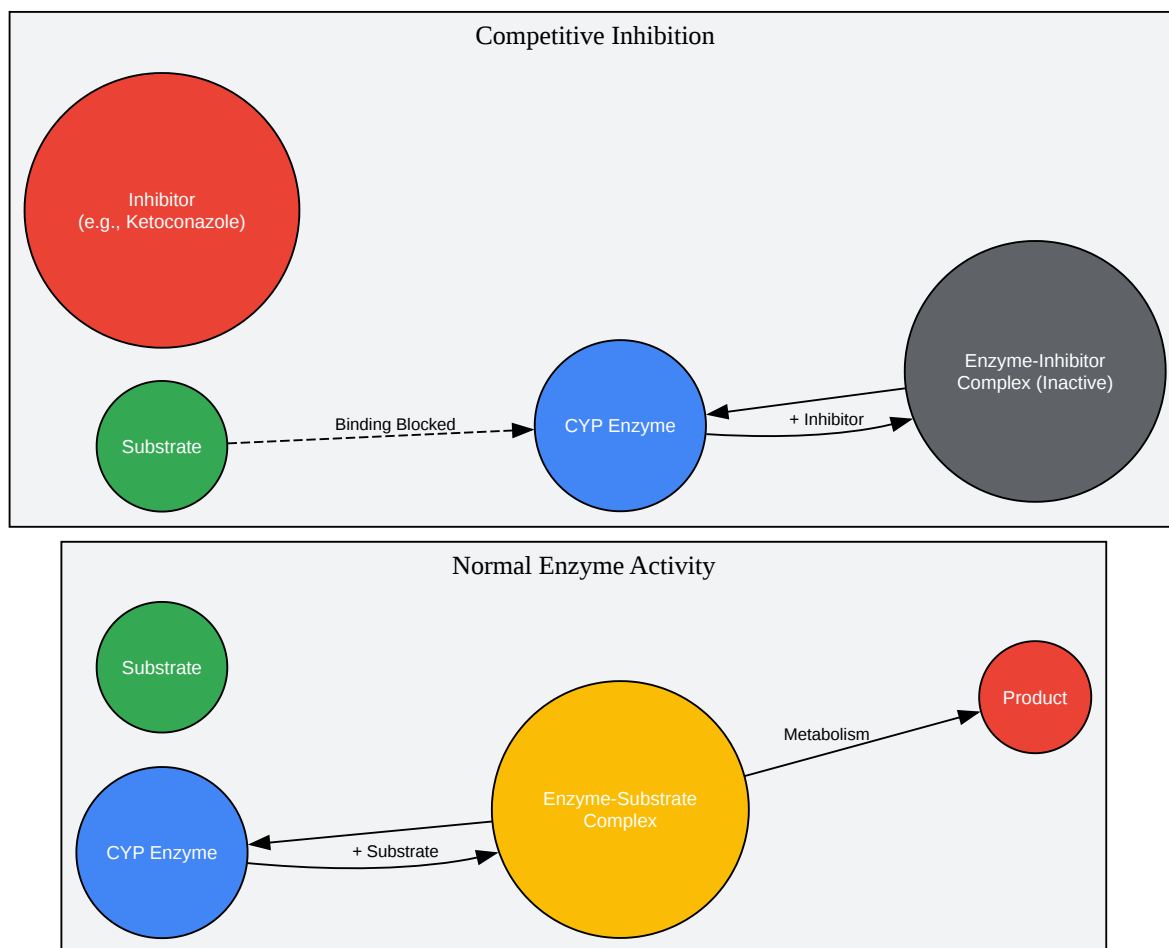 Competitive Inhibition
Inhibitor
(e.g., Ketoconazole)
Enzyme-Inhibitor
Complex (Inactive)
Binding Blocked
CYP Enzyme
+ Inhibitor
Substrate
Normal Enzyme Activity
Substrate
Product
Metabolism
Enzyme-Substrate
Complex
CYP Enzyme
+ Substrate